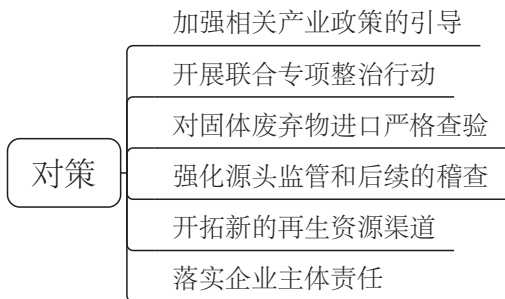 加强相关产业政策的引导
开展联合专项整治行动
对固体废弃物进口严格查验
对策
强化源头监管和后续的稽查
开拓新的再生资源渠道
落实企业主体责任